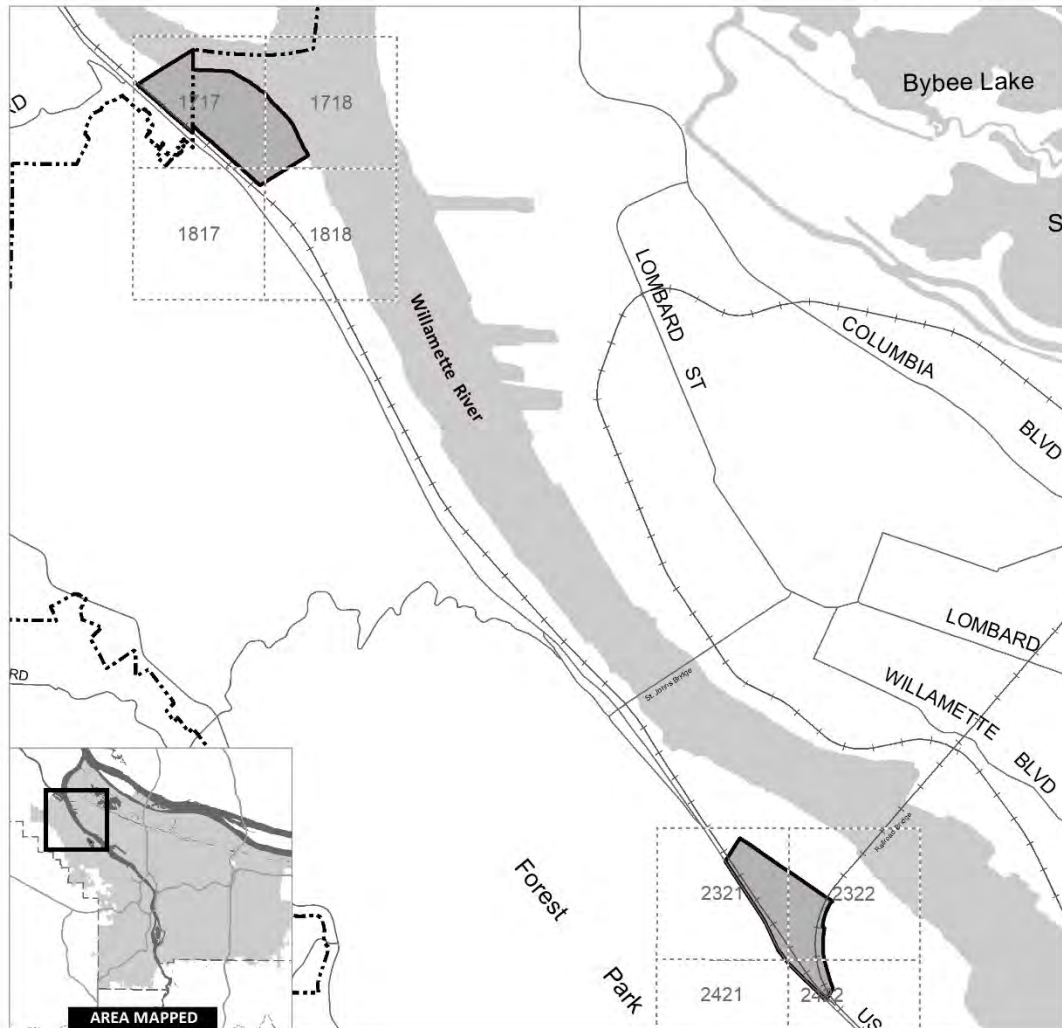 Bybee Lake
S
RD
1717
1718
1817
1818
Willamette River
LOMBARD ST
COLUMBIA
BLVD
LOMBARD
WILLAMETTE
BLVD
St. Johns Bridge
Railroad Bridge
RD
Forest
Park
2321
2322
2421
US
AREA MAPPED